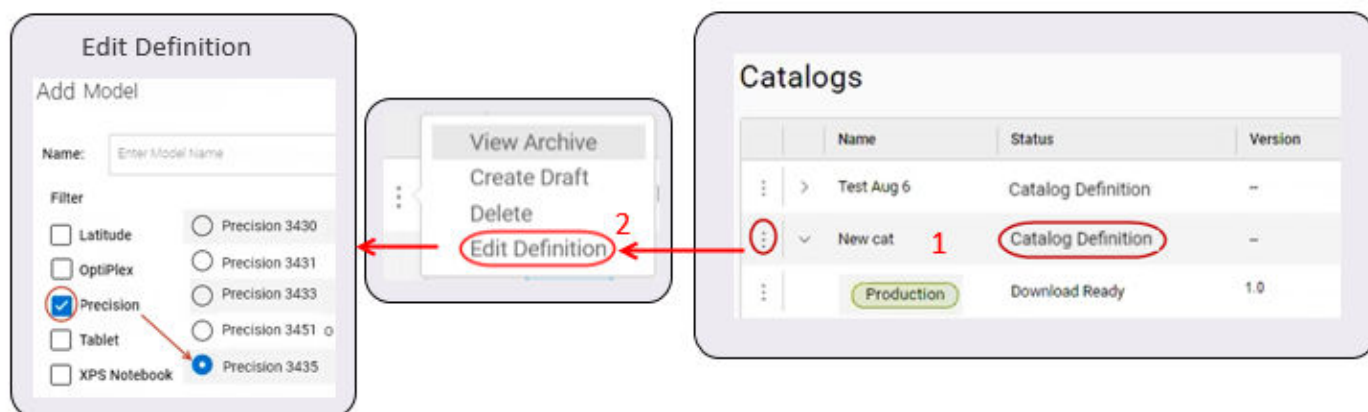 Edit Definition
Add Model
Name: Enter Model Name
Filter
Latitude
OptiPlex
Precision
Tablet
XPS Notebook
Precision 3430
Precision 3431
Precision 3433
Precision 3451 o
Precision 3435
View Archive
Create Draft
Delete
Edit Definition
2
Catalogs
Name Status Version
Test Aug 6 Catalog Definition --
New cat 1 Catalog Definition --
Production Download Ready 1.0